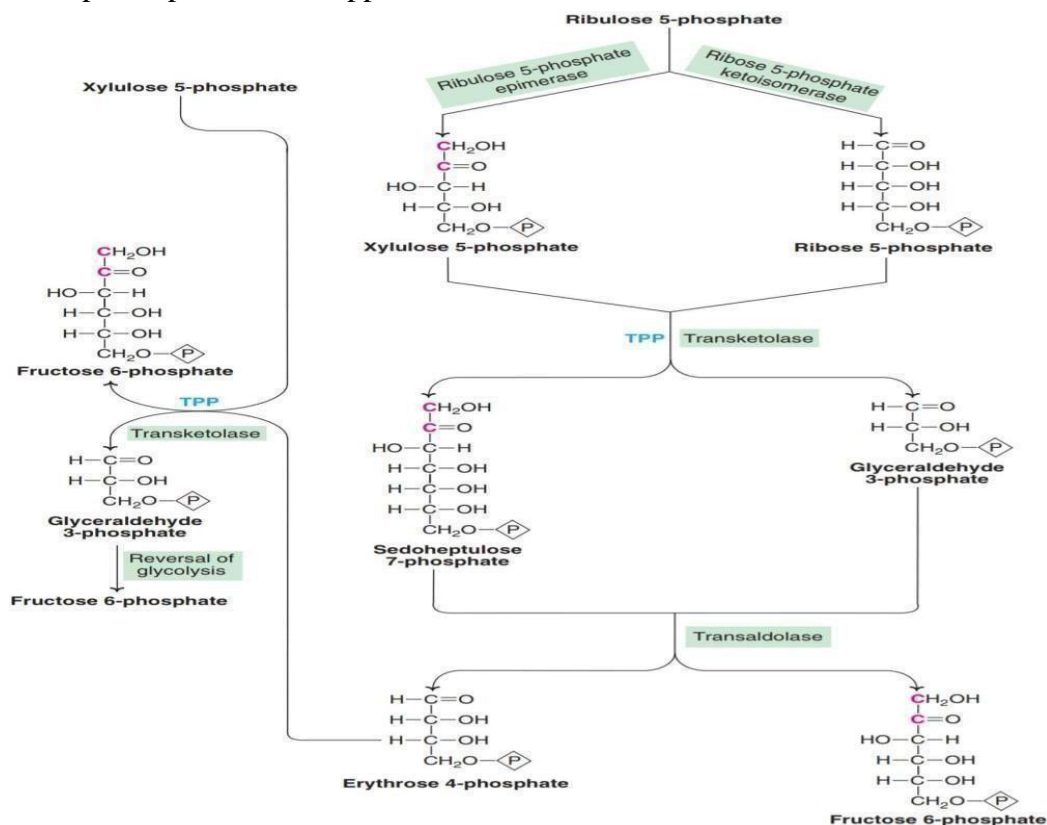 Ribulose 5-phosphate
Ribulose 5-phosphate
epimerase
Ribose 5-phosphate
ketoisomerase
Xylulose 5-phosphate
CH₂OH
C=O
HO—C—H
H—C—OH
CH₂O—P
Xylulose 5-phosphate
H—C=O
H—C—OH
H—C—OH
H—C—OH
CH₂O—P
Ribose 5-phosphate
CH₂OH
C=O
HO—C—H
H—C—OH
H—C—OH
CH₂O—P
Fructose 6-phosphate
TPP
Transketolase
TPP
Transketolase
H—C=O
H—C—OH
CH₂O—P
Glyceraldehyde
3-phosphate
Reversal of
glycolysis
Fructose 6-phosphate
CH₂OH
C=O
HO—C—H
H—C—OH
H—C—OH
H—C—OH
CH₂O—P
Sedoheptulose
7-phosphate
H—C=O
H—C—OH
CH₂O—P
Glyceraldehyde
3-phosphate
Transaldolase
H—C=O
H—C—OH
H—C—OH
CH₂O—P
Erythrose 4-phosphate
CH₂OH
C=O
HO—C—H
H—C—OH
H—C—OH
CH₂O—P
Fructose 6-phosphate